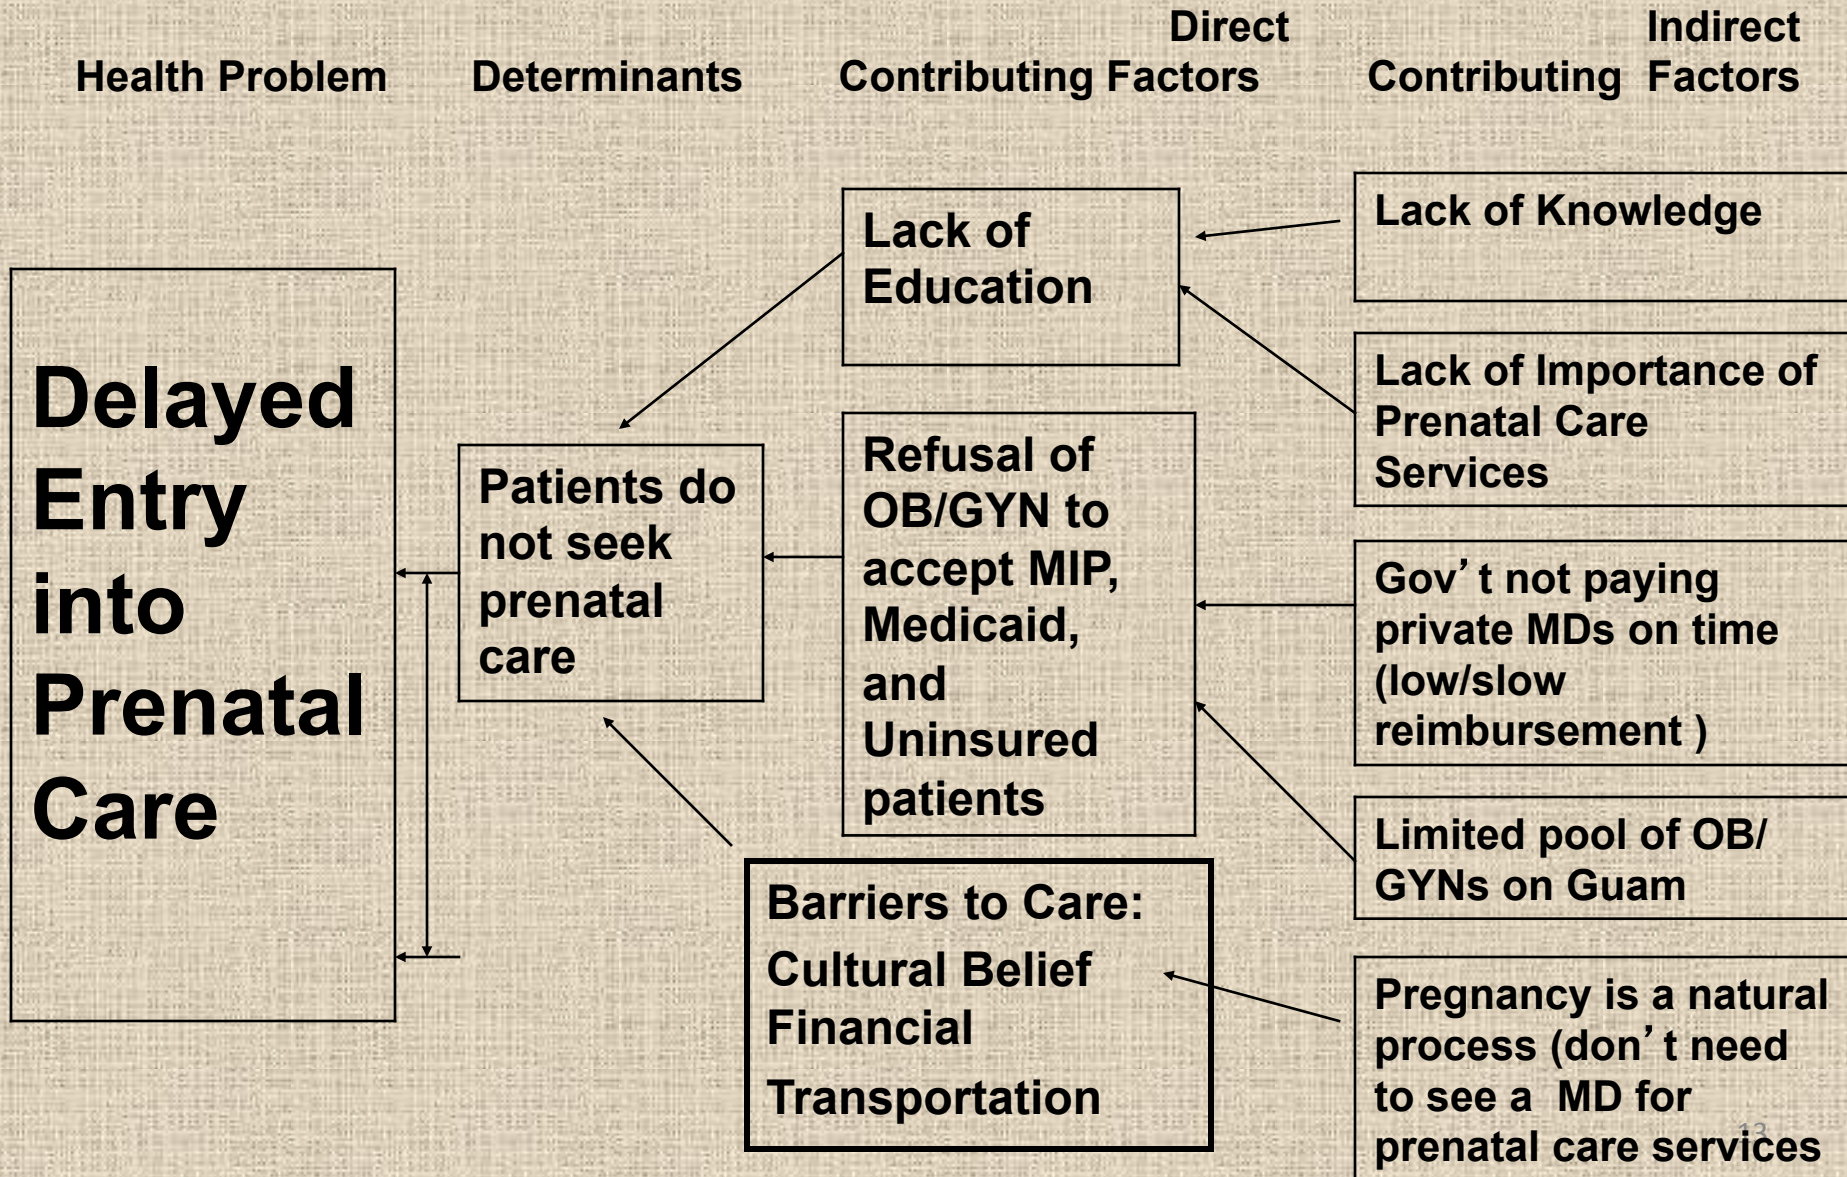 Direct
Indirect
Health Problem
Determinants
Contributing Factors
Contributing Factors
Delayed
Entry
into
Prenatal
Care
Patients do
not seek
prenatal
care
Lack of
Education
Refusal of
OB/GYN to
accept MIP,
Medicaid,
and
Uninsured
patients
Barriers to Care:
Cultural Belief
Financial
Transportation
Lack of Knowledge
Lack of Importance of
Prenatal Care
Services
Gov't not paying
private MDs on time
(low/slow
reimbursement )
Limited pool of OB/
GYNs on Guam
Pregnancy is a natural
process (don't need
to see a MD for
prenatal care services
13